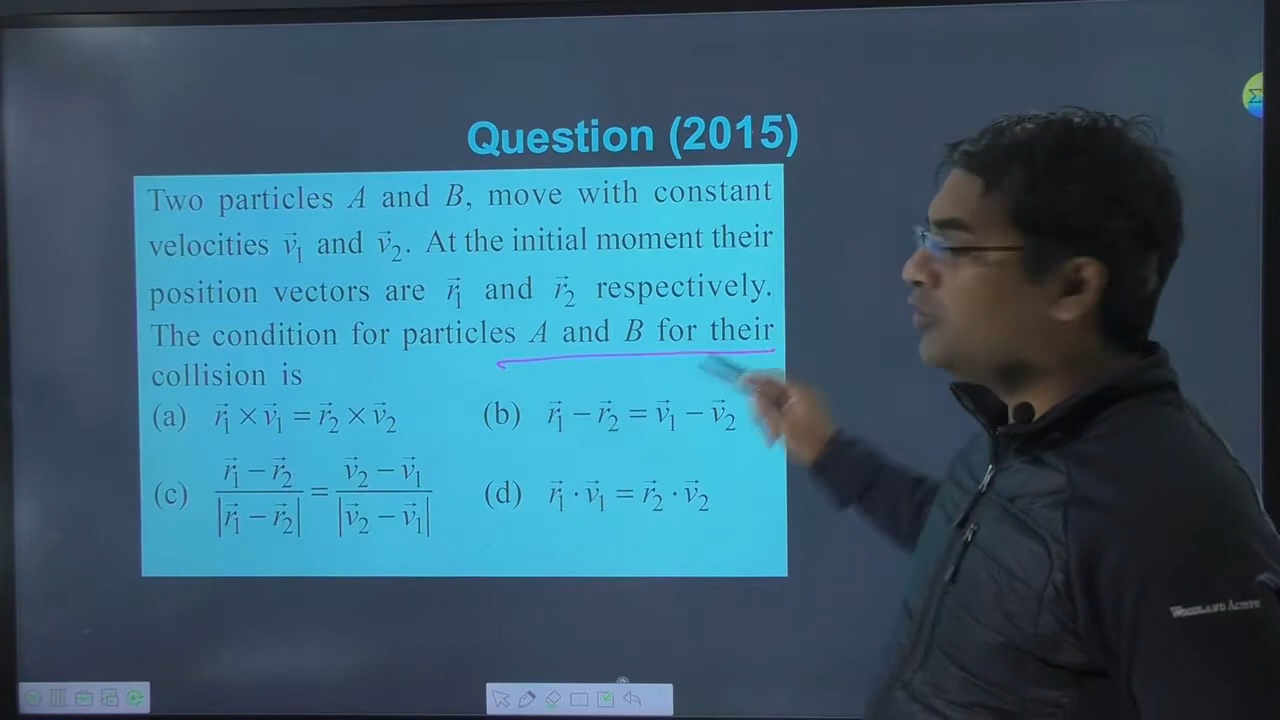 Question (2015)
Two particles A and B, move with constant
velocities v⃗₁ and v⃗₂. At the initial moment their
position vectors are r⃗₁ and r⃗₂ respectively.
The condition for particles A and B for their
collision is
(a) r⃗₁ × v⃗₁ = r⃗₂ × v⃗₂ (b) r⃗₁ − r⃗₂ = v⃗₁ − v⃗₂
(c) (r⃗₁ − r⃗₂)/|r⃗₁ − r⃗₂| = (v⃗₂ − v⃗₁)/|v⃗₂ − v⃗₁| (d) r⃗₁ · v⃗₁ = r⃗₂ · v⃗₂
Σ
WOODLAND ACTIVE